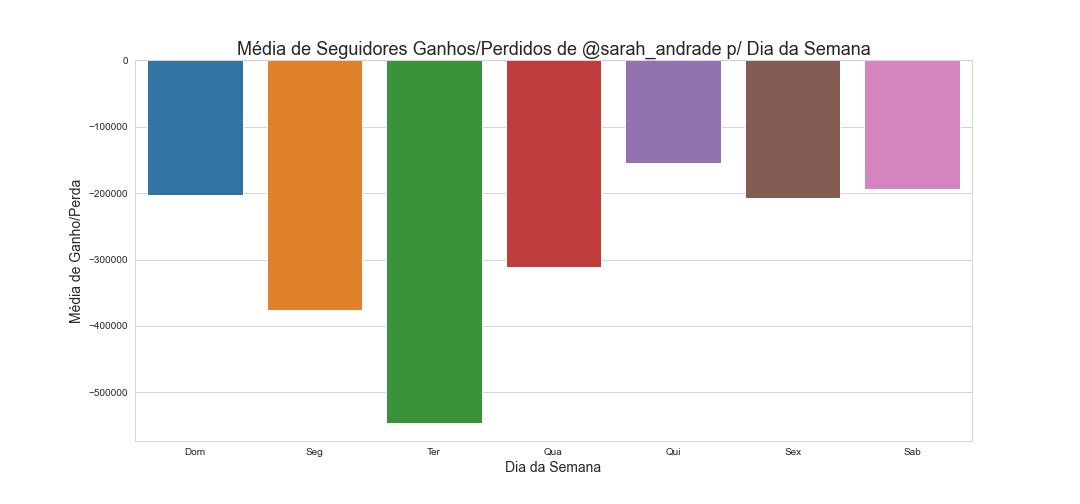 Média de Seguidores Ganhos/Perdidos de @sarah_andrade p/ Dia da Semana
Média de Ganho/Perda
0
−100000
−200000
−300000
−400000
−500000
Dom Seg Ter Qua Qui Sex Sab
Dia da Semana